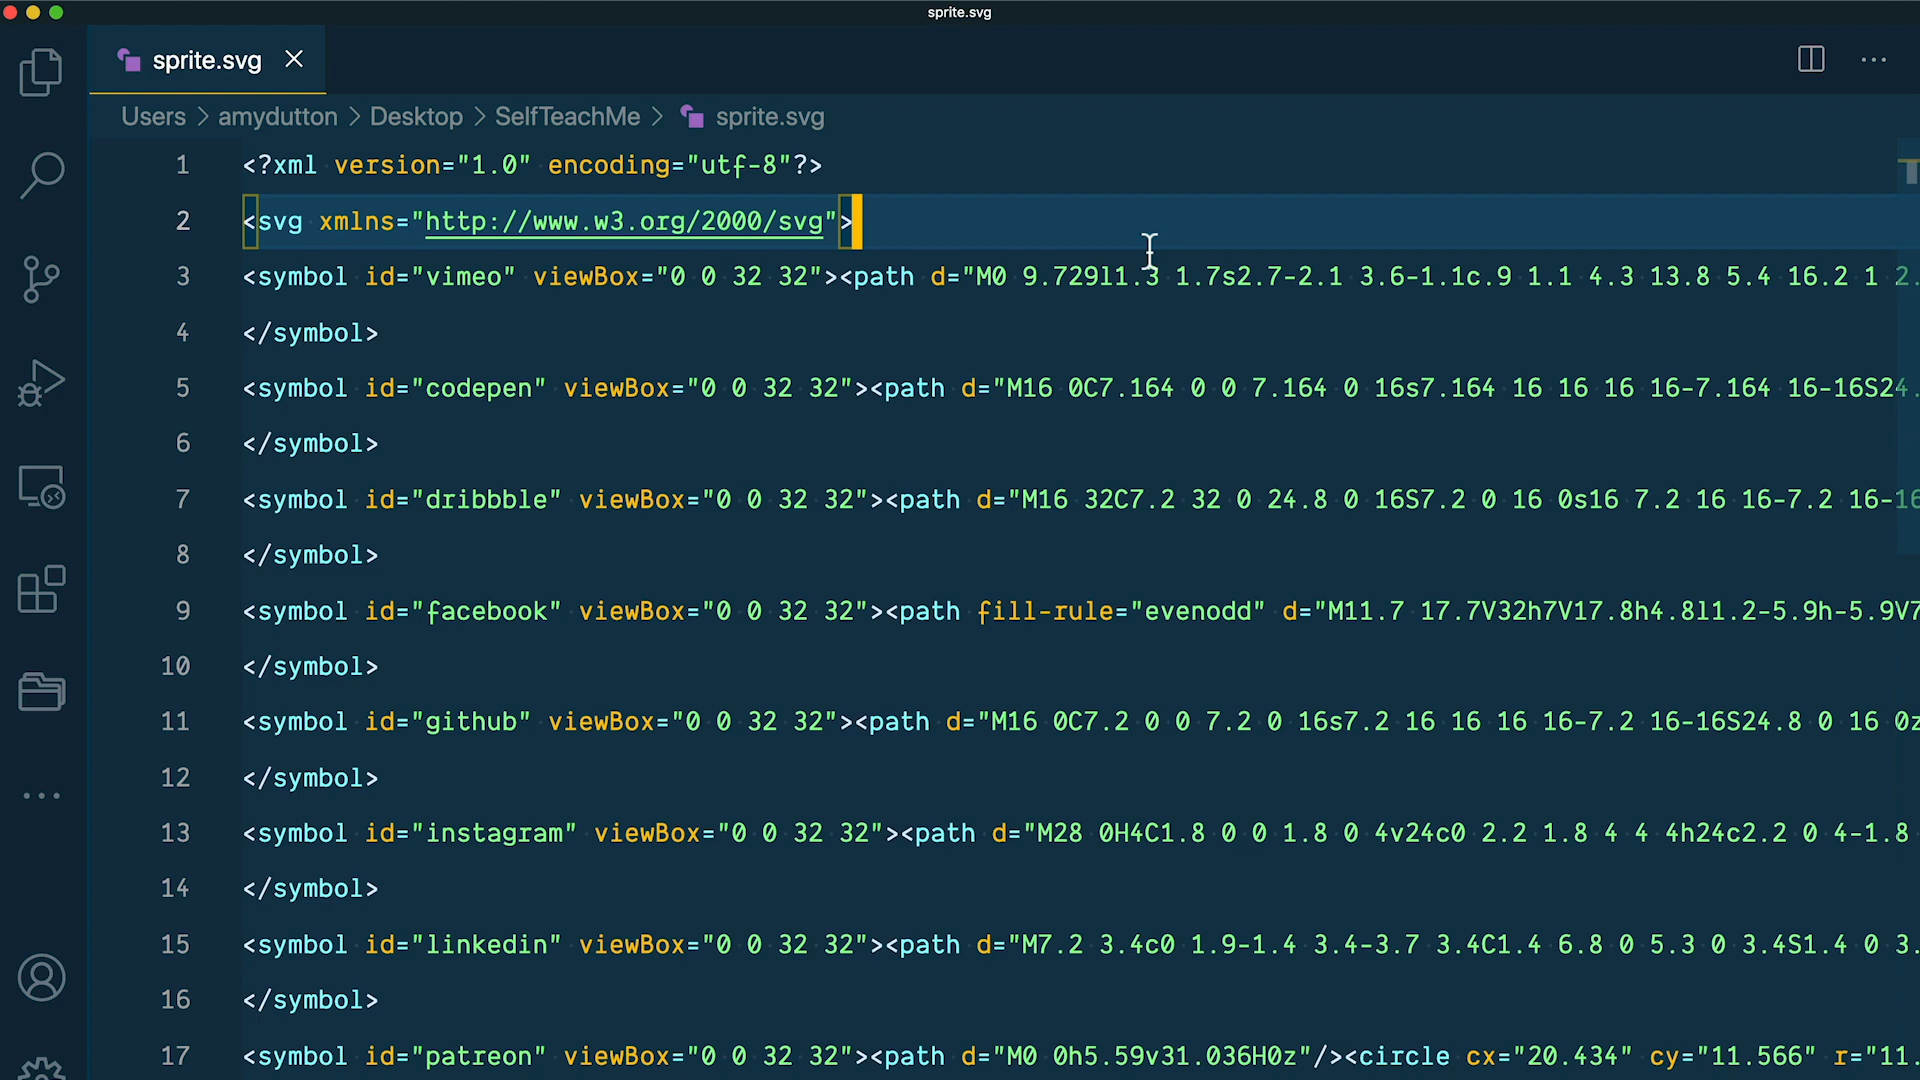 sprite.svg
sprite.svg
Users > amydutton > Desktop > SelfTeachMe > sprite.svg
1 <?xml version="1.0" encoding="utf-8"?>
2 <svg xmlns="http://www.w3.org/2000/svg">
3 <symbol id="vimeo" viewBox="0 0 32 32"><path d="M0 9.729l1.3 1.7s2.7-2.1 3.6-1.1c.9 1.1 4.3 13.8 5.4 16.2 1 2.
4 </symbol>
5 <symbol id="codepen" viewBox="0 0 32 32"><path d="M16 0C7.164 0 0 7.164 0 16s7.164 16 16 16 16-7.164 16-16S24.
6 </symbol>
7 <symbol id="dribbble" viewBox="0 0 32 32"><path d="M16 32C7.2 32 0 24.8 0 16S7.2 0 16 0s16 7.2 16 16-7.2 16-16
8 </symbol>
9 <symbol id="facebook" viewBox="0 0 32 32"><path fill-rule="evenodd" d="M11.7 17.7V32h7V17.8h4.8l1.2-5.9h-5.9V7
10 </symbol>
11 <symbol id="github" viewBox="0 0 32 32"><path d="M16 0C7.2 0 0 7.2 0 16s7.2 16 16 16 16-7.2 16-16S24.8 0 16 0z
12 </symbol>
13 <symbol id="instagram" viewBox="0 0 32 32"><path d="M28 0H4C1.8 0 0 1.8 0 4v24c0 2.2 1.8 4 4 4h24c2.2 0 4-1.8
14 </symbol>
15 <symbol id="linkedin" viewBox="0 0 32 32"><path d="M7.2 3.4c0 1.9-1.4 3.4-3.7 3.4C1.4 6.8 0 5.3 0 3.4S1.4 0 3.
16 </symbol>
17 <symbol id="patreon" viewBox="0 0 32 32"><path d="M0 0h5.59v31.036H0z"/><circle cx="20.434" cy="11.566" r="11.